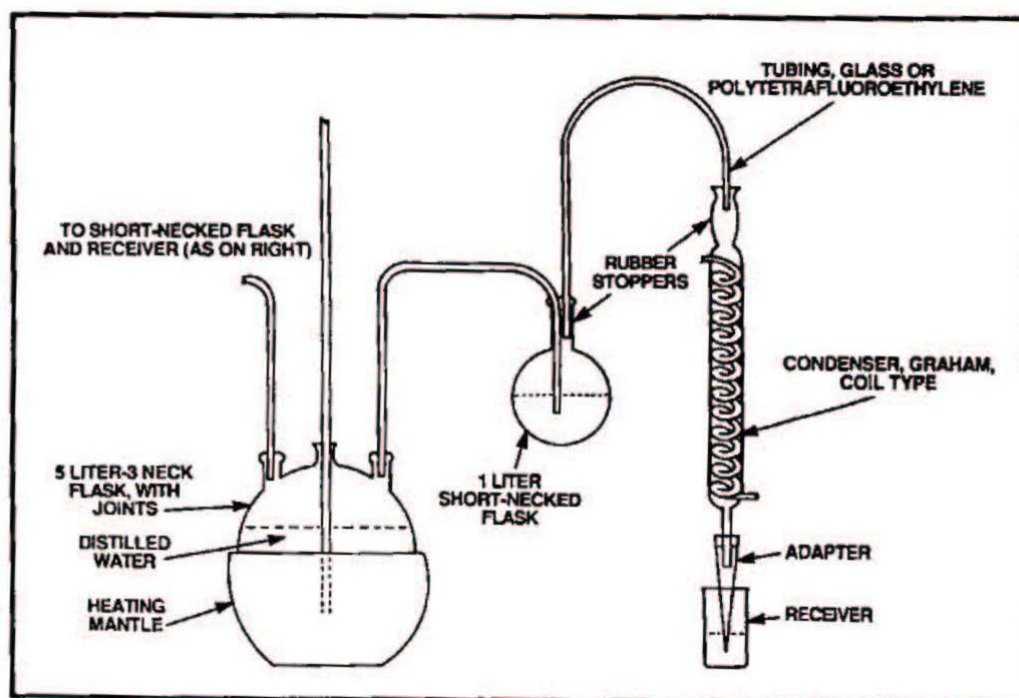 TUBING, GLASS OR
POLYTETRAFLUOROETHYLENE
TO SHORT-NECKED FLASK
AND RECEIVER (AS ON RIGHT)
RUBBER
STOPPERS
CONDENSER, GRAHAM,
COIL TYPE
5 LITER-3 NECK
FLASK, WITH
JOINTS
1 LITER
SHORT-NECKED
FLASK
DISTILLED
WATER
ADAPTER
HEATING
MANTLE
RECEIVER